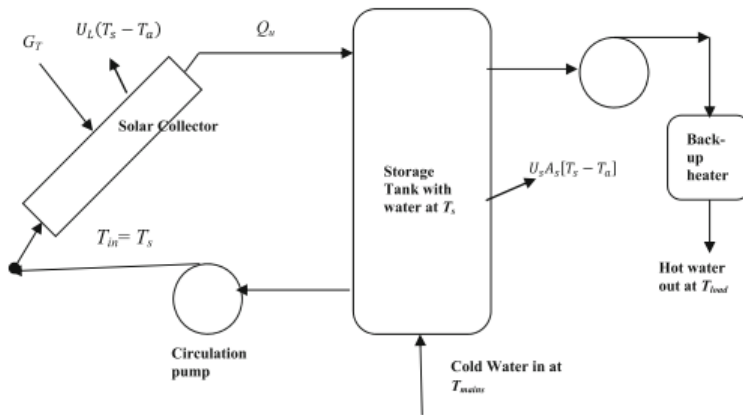 U_L(T_s − T_a)
Q_u
G_T
Solar Collector
Storage
Tank with
water at T_s
U_sA_s[T_s − T_a]
Back-
up
heater
T_in= T_s
Hot water
out at T_load
Circulation
pump
Cold Water in at
T_mains